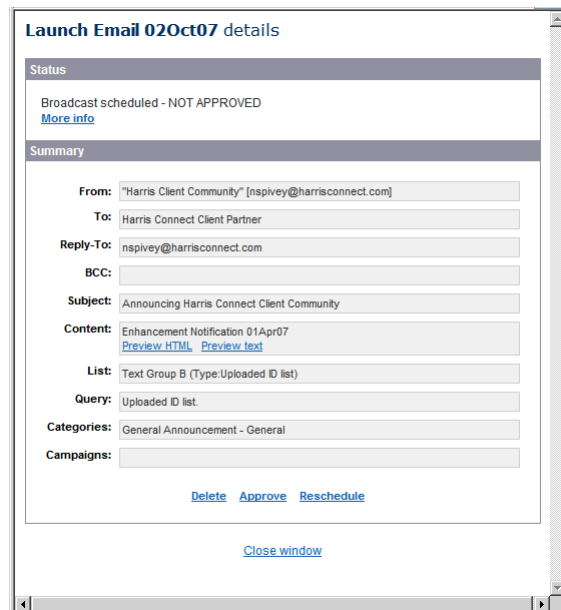 Launch Email 02Oct07 details
Status
Broadcast scheduled - NOT APPROVED
More info
Summary
From: "Harris Client Community" [nspivey@harrisconnect.com]
To: Harris Connect Client Partner
Reply-To: nspivey@harrisconnect.com
BCC:
Subject: Announcing Harris Connect Client Community
Content: Enhancement Notification 01Apr07
Preview HTML Preview text
List: Text Group B (Type:Uploaded ID list)
Query: Uploaded ID list.
Categories: General Announcement - General
Campaigns:
Delete Approve Reschedule
Close window